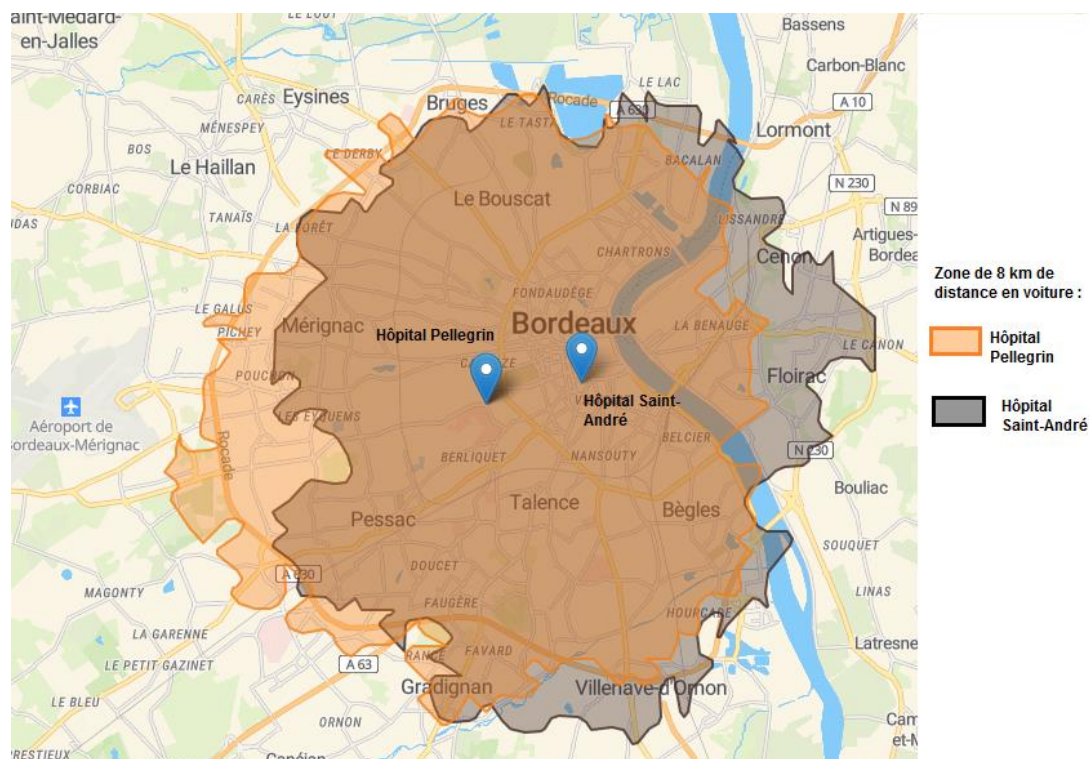 en-Jalles
LE LOUT
Bassens
CARÈS
Eysines
Bruges
Rocade
LE LAC
Carbon-Blanc
A 10
MÉNESPEY
LE TASTA
A 630
Lormont
BOS
LE DERBY
Le Haillan
BACALAN
CORBIAC
Le Bouscat
N 230
TANAÏS
LISSANDRE
N 89
LA FORÊT
CHARTRONS
Artigues-
Cenon
Bordea
LE GALUS
FONDAUDÈGE
Zone de 8 km de
distance en voiture :
PICHEY
Mérignac
Hôpital Pellegrin
Bordeaux
LA BENAUGE
Hôpital
Pellegrin
LE CANON
POUCHON
Floirac
Hôpital Saint-
André
Hôpital
Saint-André
LES EYQUEMS
Aéroport de
Bordeaux-Mérignac
Rocade
BELCIER
BERLIQUET
NANSOUTY
N 230
Talence
Bègles
Bouliac
Pessac
SOUQUET
DOUCET
A 630
MAGONTY
FAUGÈRE
HOURCADE
LINAS
LA GARENNE
FAVARD
Latresne
LE PETIT GAZINET
A 63
Gradignan
Villenave-d'Ornon
LE BLEU
ORNON
Cam
et-M
PRESTIEUX